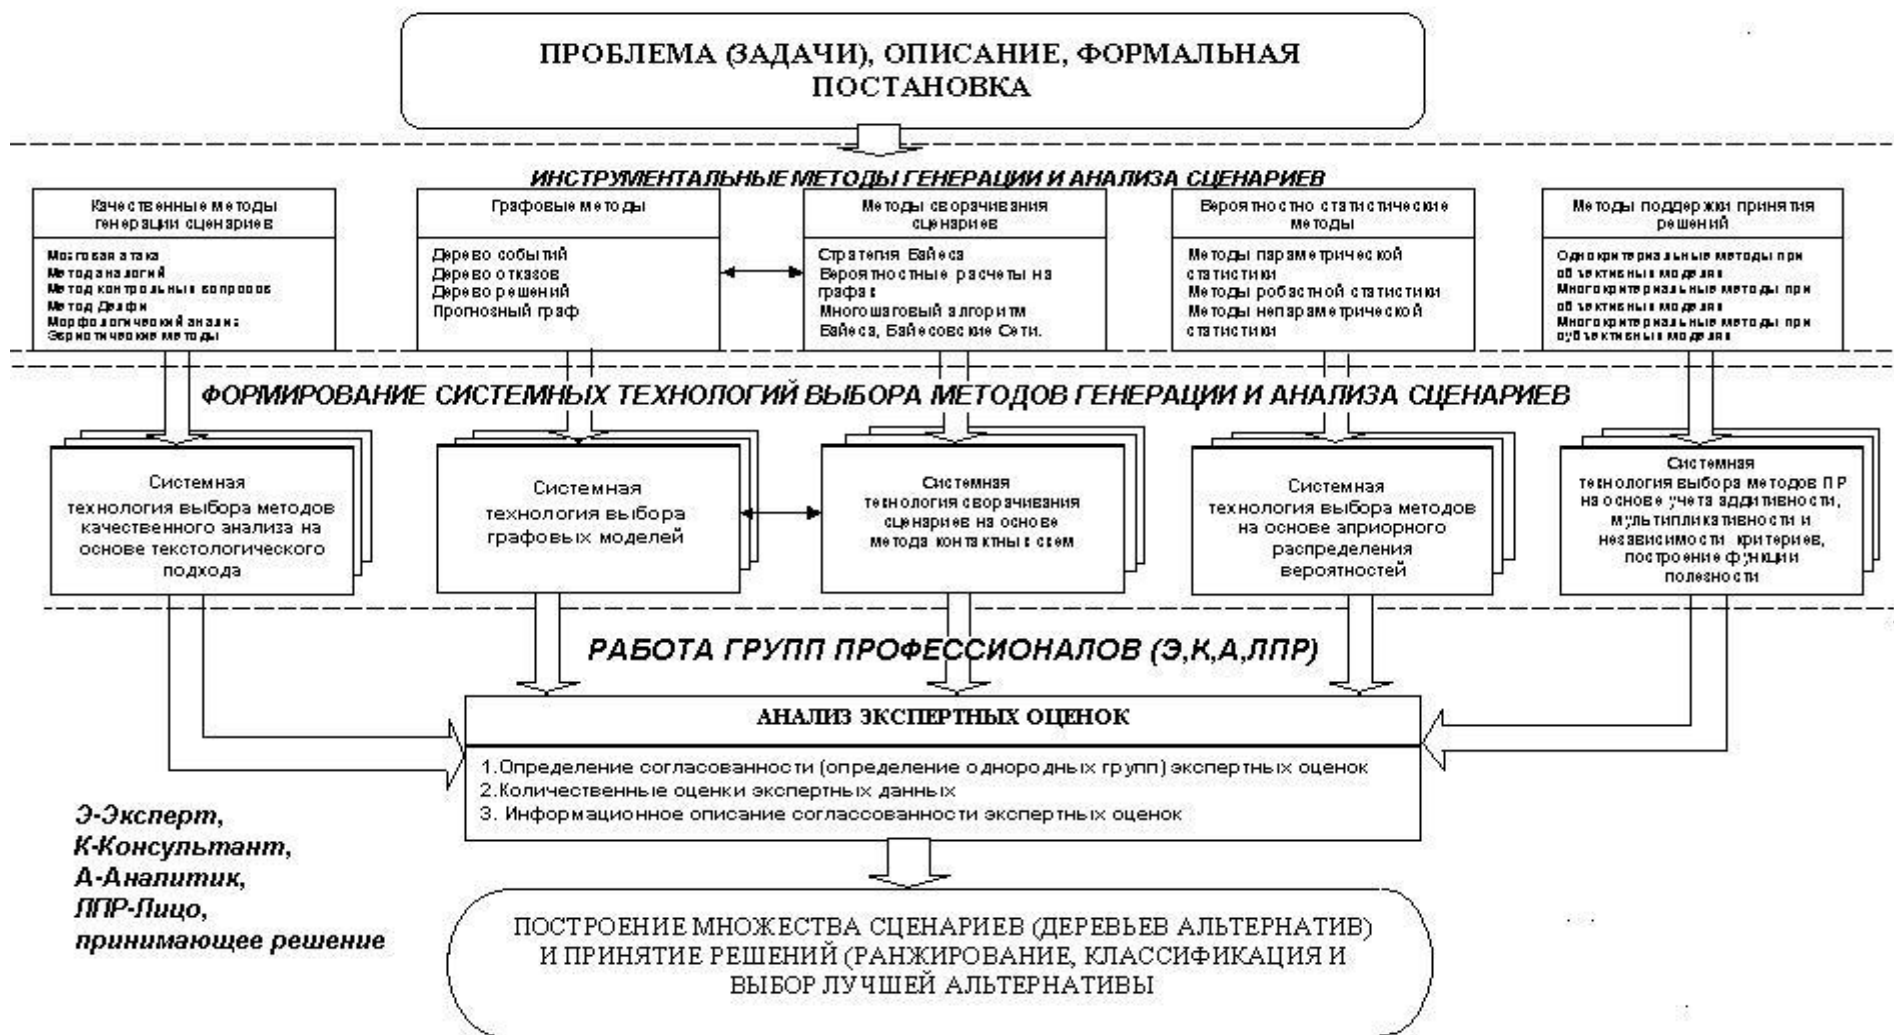 ПРОБЛЕМА (ЗАДАЧИ), ОПИСАНИЕ, ФОРМАЛЬНАЯ
ПОСТАНОВКА
ИНСТРУМЕНТАЛЬНЫЕ МЕТОДЫ ГЕНЕРАЦИИ И АНАЛИЗА СЦЕНАРИЕВ
Качественные методы
генерации сценариев
Мозговая атака
Метод аналогий
Метод контрольные вопросов
Метод Делфи
Морфологический анализ
Эвристические методы
Графовые методы
Дерево событий
Дерево отказов
Дерево решений
Прогнозный граф
Методы сворачивания
сценариев
Стратегия Байеса
Вероятностные расчеты на
графах
Многошаговый алгоритм
Байеса, Байесовские Сети.
Вероятностно статистические
методы
Методы параметрической
статистики
Методы робастной статистики
Методы непараметрической
статистики
Методы поддержки принятия
решений
Однокритериальные методы при
объективных моделях
Многокритериальные методы при
объективных моделях
Многокритериальные методы при
субъективных моделях
ФОРМИРОВАНИЕ СИСТЕМНЫХ ТЕХНОЛОГИЙ ВЫБОРА МЕТОДОВ ГЕНЕРАЦИИ И АНАЛИЗА СЦЕНАРИЕВ
Системная
технология выбора методов
качественного анализа на
основе текстологического
подхода
Системная
технология выбора
графовых моделей
Системная
технология сворачивания
сценариев на основе
метода контактных схем
Системная
технология выбора методов
на основе априорного
распределения
вероятностей
Системная
технология выбора методов ПР
на основе учета аддитивности,
мультипликативности и
независимости критериев,
построение функции
полезности
РАБОТА ГРУПП ПРОФЕССИОНАЛОВ (Э,К,А,ЛПР)
АНАЛИЗ ЭКСПЕРТНЫХ ОЦЕНОК
1.Определение согласованности (определение однородных групп) экспертных оценок
2.Количественные оценки экспертных данных
3. Информационное описание соглассованности экспертных оценок
Э-Эксперт,
К-Консультант,
А-Аналитик,
ЛПР-Лицо,
принимающее решение
ПОСТРОЕНИЕ МНОЖЕСТВА СЦЕНАРИЕВ (ДЕРЕВЬЕВ АЛЬТЕРНАТИВ)
И ПРИНЯТИЕ РЕШЕНИЙ (РАНЖИРОВАНИЕ, КЛАССИФИКАЦИЯ И
ВЫБОР ЛУЧШЕЙ АЛЬТЕРНАТИВЫ